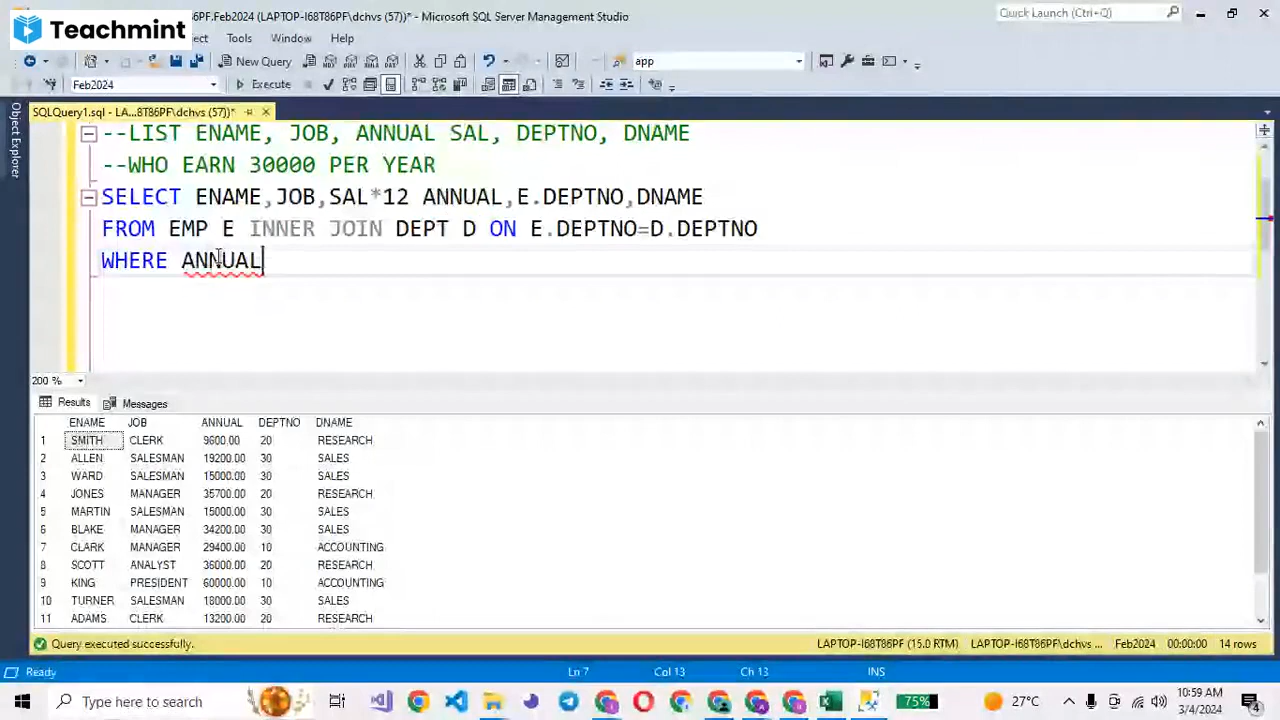 PF.Feb2024 (LAPTOP-I68T86PF\dchvs (57))* - Microsoft SQL Server Management Studio
Quick Launch (Ctrl+Q)
Teachmint
Tools Window Help
New Query
app
Feb2024
Execute
SQLQuery1.sql - LA...8T86PF\dchvs (57))*
Object Explorer
--LIST ENAME, JOB, ANNUAL SAL, DEPTNO, DNAME
--WHO EARN 30000 PER YEAR
SELECT ENAME,JOB,SAL*12 ANNUAL,E.DEPTNO,DNAME
FROM EMP E INNER JOIN DEPT D ON E.DEPTNO=D.DEPTNO
WHERE ANNUAL
200 %
Results Messages
ENAME JOB ANNUAL DEPTNO DNAME
1 SMITH CLERK 9600.00 20 RESEARCH
2 ALLEN SALESMAN 19200.00 30 SALES
3 WARD SALESMAN 15000.00 30 SALES
4 JONES MANAGER 35700.00 20 RESEARCH
5 MARTIN SALESMAN 15000.00 30 SALES
6 BLAKE MANAGER 34200.00 30 SALES
7 CLARK MANAGER 29400.00 10 ACCOUNTING
8 SCOTT ANALYST 36000.00 20 RESEARCH
9 KING PRESIDENT 60000.00 10 ACCOUNTING
10 TURNER SALESMAN 18000.00 30 SALES
11 ADAMS CLERK 13200.00 20 RESEARCH
Query executed successfully. LAPTOP-I68T86PF (15.0 RTM) LAPTOP-I68T86PF\dchvs ... Feb2024 00:00:00 14 rows
Ready Ln 7 Col 13 Ch 13 INS
Type here to search
75% 27°C
10:59 AM
3/4/2024
4